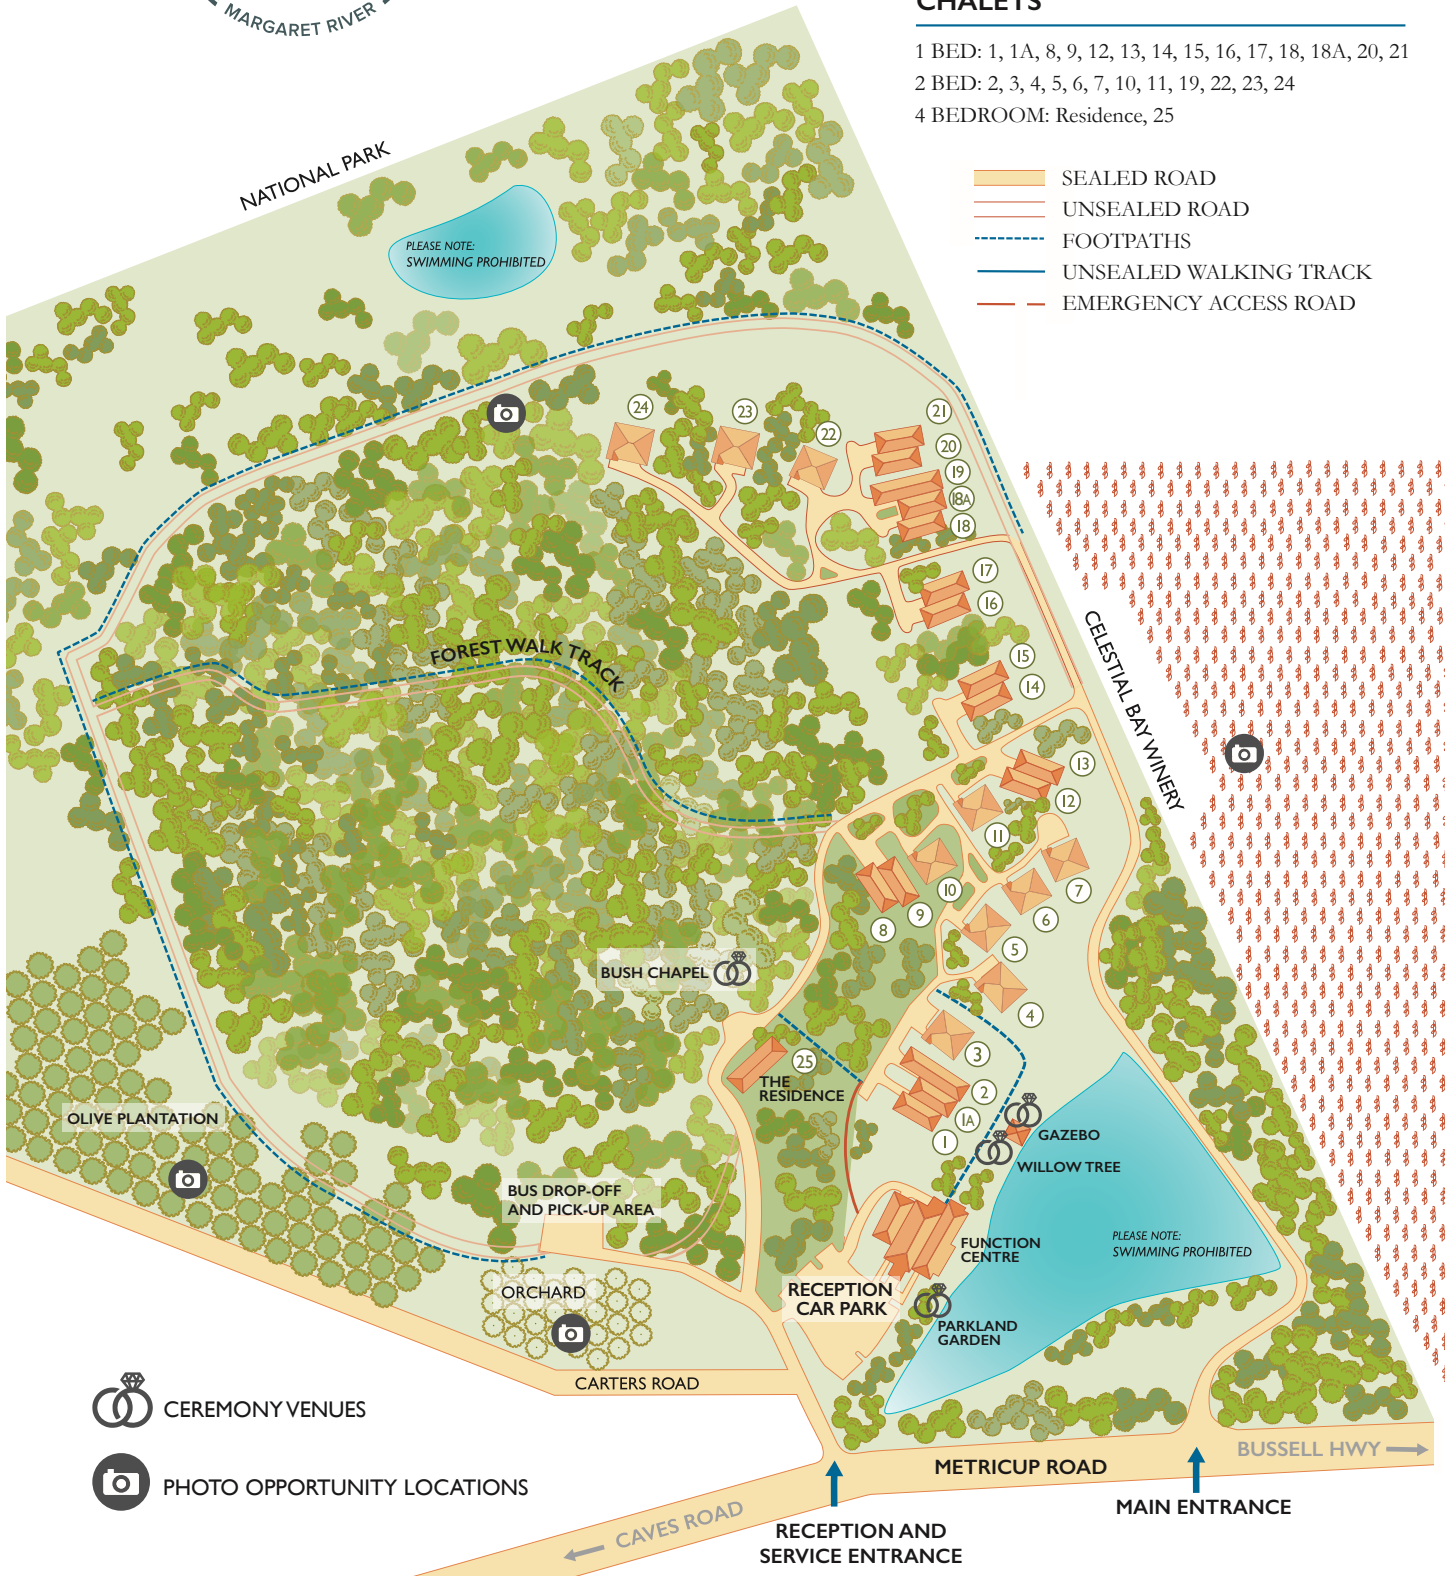 MARGARET RIVER
CHALETS
1 BED: 1, 1A, 8, 9, 12, 13, 14, 15, 16, 17, 18, 18A, 20, 21
2 BED: 2, 3, 4, 5, 6, 7, 10, 11, 19, 22, 23, 24
4 BEDROOM: Residence, 25
SEALED ROAD
UNSEALED ROAD
FOOTPATHS
UNSEALED WALKING TRACK
EMERGENCY ACCESS ROAD
NATIONAL PARK
PLEASE NOTE:
SWIMMING PROHIBITED
24
23
22
21
20
19
18A
18
17
16
15
14
13
12
11
10
9
8
7
6
5
4
3
2
1A
1
FOREST WALK TRACK
CELESTIAL BAY WINERY
BUSH CHAPEL
25
THE
RESIDENCE
GAZEBO
WILLOW TREE
OLIVE PLANTATION
BUS DROP-OFF
AND PICK-UP AREA
FUNCTION
CENTRE
PLEASE NOTE:
SWIMMING PROHIBITED
ORCHARD
RECEPTION
CAR PARK
PARKLAND
GARDEN
CARTERS ROAD
CEREMONY VENUES
PHOTO OPPORTUNITY LOCATIONS
BUSSELL HWY
METRICUP ROAD
CAVES ROAD
MAIN ENTRANCE
RECEPTION AND
SERVICE ENTRANCE